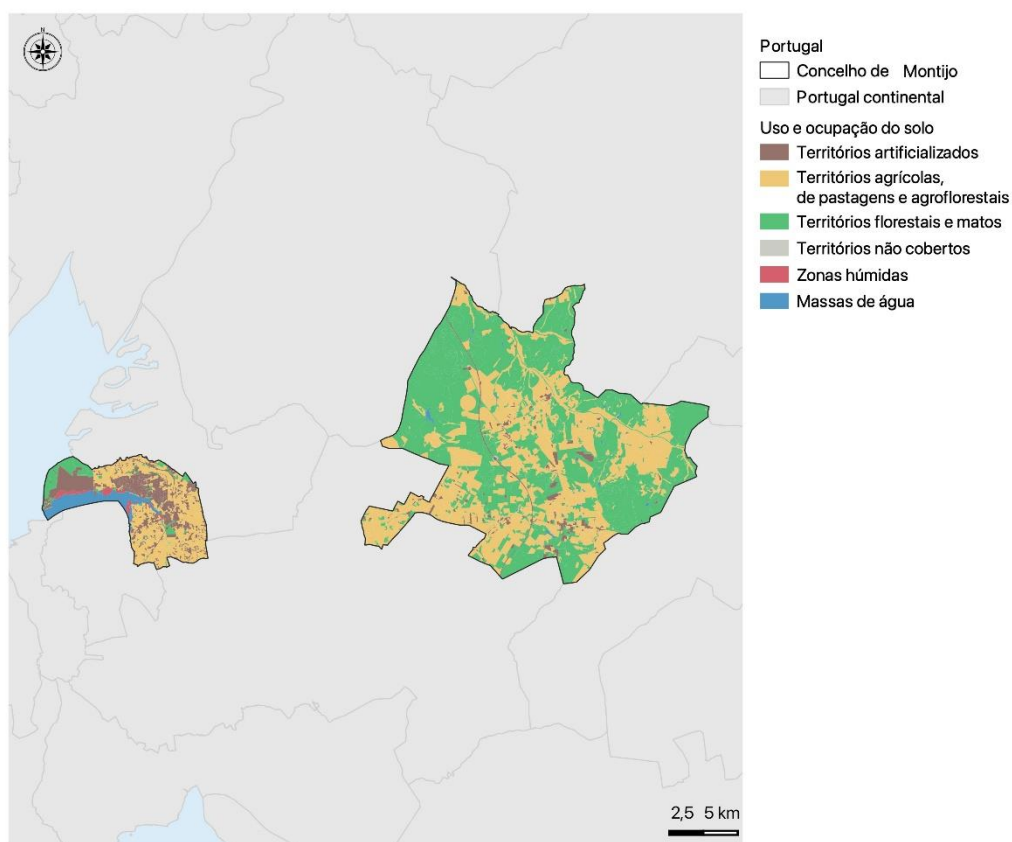 N
Portugal
Concelho de Montijo
Portugal continental
Uso e ocupação do solo
Territórios artificializados
Territórios agrícolas,
de pastagens e agroflorestais
Territórios florestais e matos
Territórios não cobertos
Zonas húmidas
Massas de água
2,5 5 km